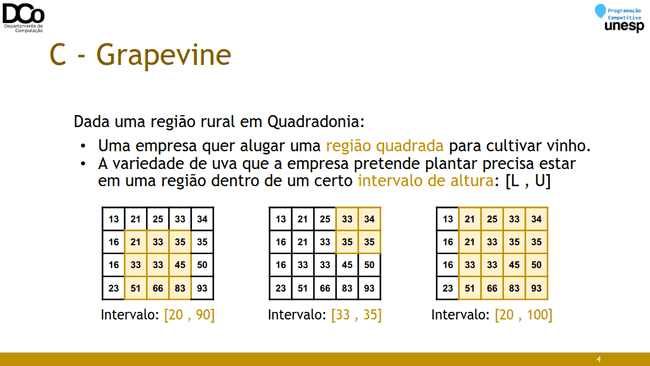 DCo
Departamento de
Computação
Programação
Competitiva
unesp
C - Grapevine
Dada uma região rural em Quadradonia:
• Uma empresa quer alugar uma região quadrada para cultivar vinho.
• A variedade de uva que a empresa pretende plantar precisa estar
em uma região dentro de um certo intervalo de altura: [L , U]
13 21 25 33 34
16 21 33 35 35
16 33 33 45 50
23 51 66 83 93
Intervalo: [20 , 90]
13 21 25 33 34
16 21 33 35 35
16 33 33 45 50
23 51 66 83 93
Intervalo: [33 , 35]
13 21 25 33 34
16 21 33 35 35
16 33 33 45 50
23 51 66 83 93
Intervalo: [20 , 100]
4